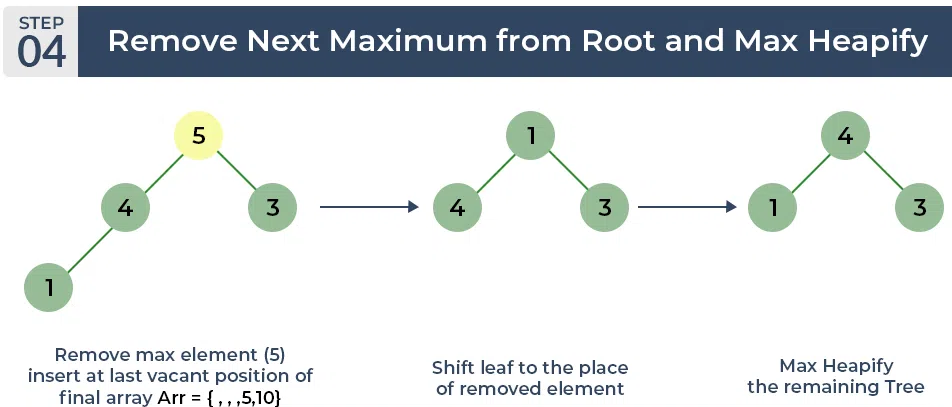 STEP
04
Remove Next Maximum from Root and Max Heapify
5
4
3
1
1
4
3
4
1
3
Remove max element (5)
insert at last vacant position of
final array Arr = { , , ,5,10}
Shift leaf to the place
of removed element
Max Heapify
the remaining Tree